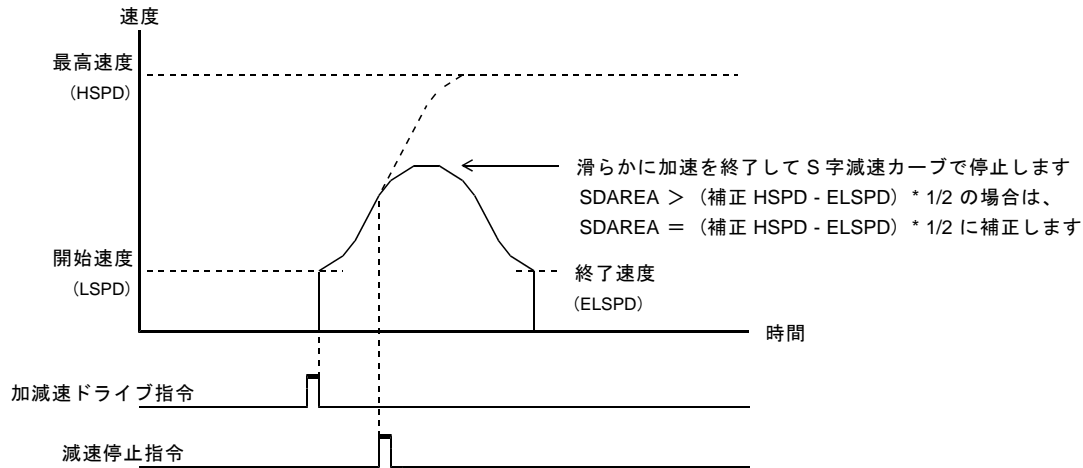 速度
最高速度
(HSPD)
滑らかに加速を終了して S 字減速カーブで停止します
SDAREA ＞ (補正 HSPD - ELSPD) * 1/2 の場合は、
SDAREA ＝ (補正 HSPD - ELSPD) * 1/2 に補正します
開始速度
(LSPD)
終了速度
(ELSPD)
時間
加減速ドライブ指令
減速停止指令